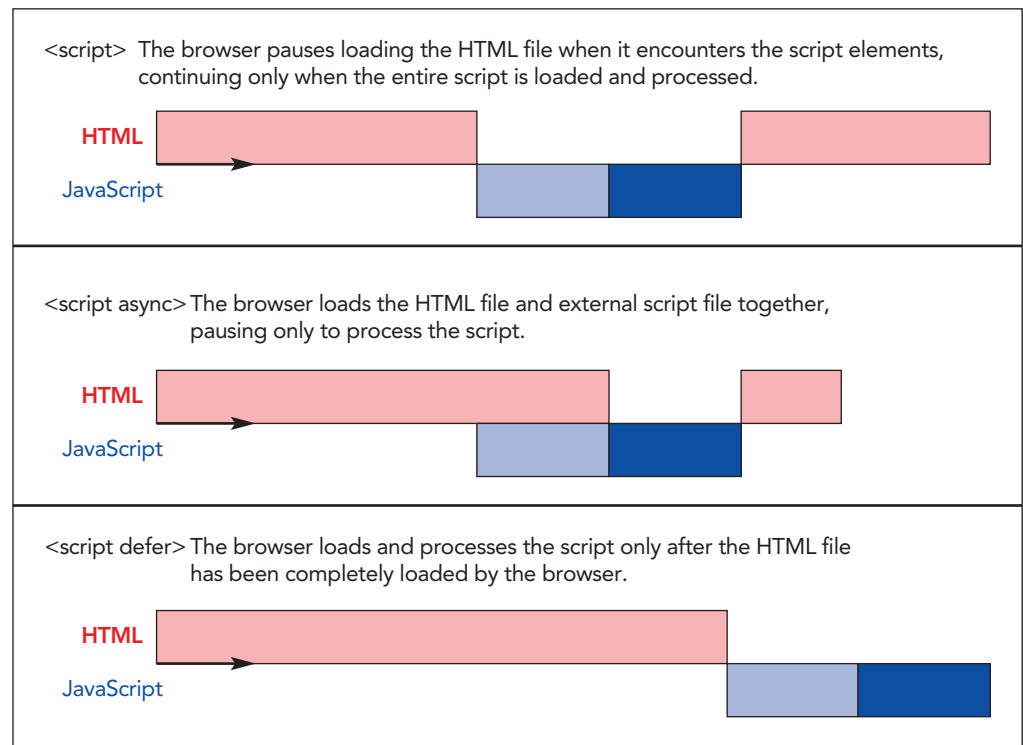 <script> The browser pauses loading the HTML file when it encounters the script elements,
continuing only when the entire script is loaded and processed.
HTML
JavaScript
<script async> The browser loads the HTML file and external script file together,
pausing only to process the script.
HTML
JavaScript
<script defer> The browser loads and processes the script only after the HTML file
has been completely loaded by the browser.
HTML
JavaScript